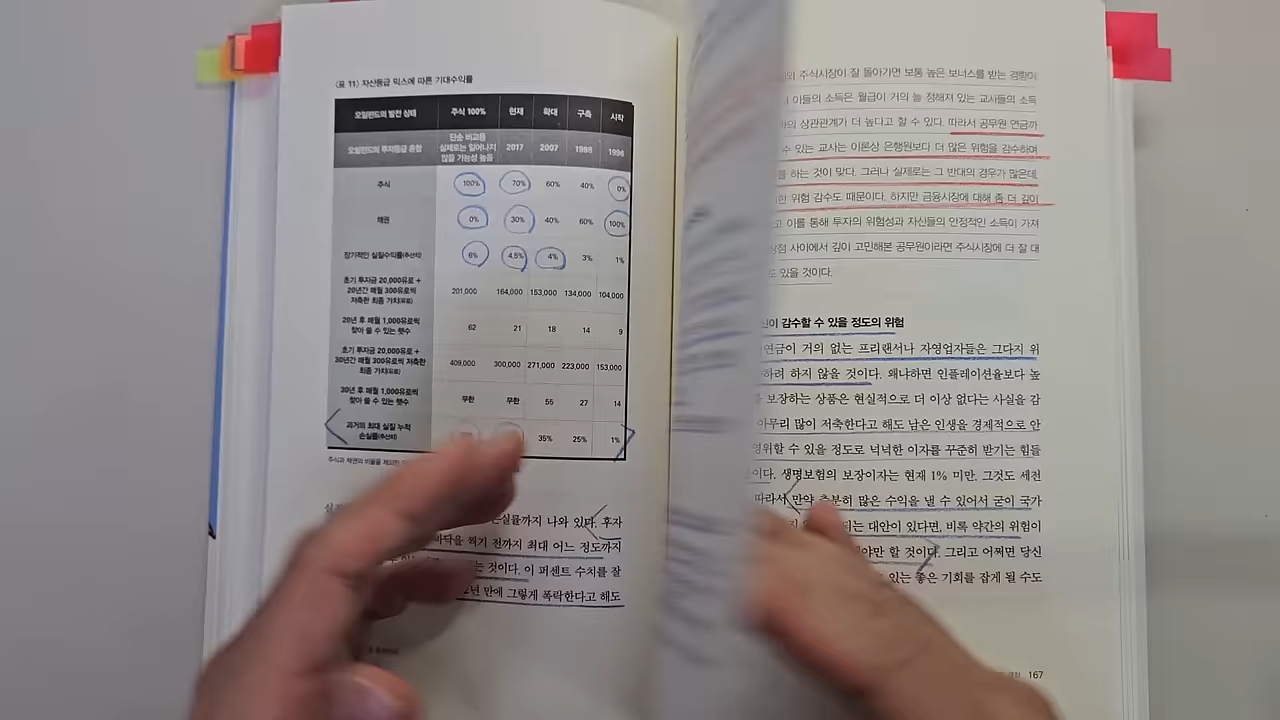 〈표 11〉 자산등급 믹스에 따른 기대수익률
오일펀드의 발전 상태 주식 100% 현재 확대 구축 시작
오일펀드의 투자등급 혼합 단순 비교용 실제로는 일어나지 않을 가능성 높음 2017 2007 1998 1996
주식 100% 70% 60% 40% 0%
채권 0% 30% 40% 60% 100%
장기적인 실질수익률(추산치) 6% 4.5% 4% 3% 1%
초기 투자금 20,000유로 +
20년간 매월 300유로씩
저축한 최종 가치(유로) 201,000 164,000 153,000 134,000 104,000
20년 후 매월 1,000유로씩
찾아 쓸 수 있는 햇수 62 21 18 14 9
초기 투자금 20,000유로 +
30년간 매월 300유로씩 저축한
최종 가치(유로) 409,000 300,000 271,000 223,000 153,000
30년 후 매월 1,000유로씩
찾아 쓸 수 있는 햇수 무한 무한 55 27 14
과거의 최대 실질 누적
손실률(추산치) 35% 25% 1%
주식과 채권의 비율을
손실률까지 나와 있다. 후자
바닥을 찍기 전까지 최대 어느 정도까지
는 것이다. 이 퍼센트 수치를 잘
년 만에 그렇게 폭락한다고 해도
주식시장이 잘 돌아가면 보통 높은 보너스를 받는 경향이
이들의 소득은 월급이 거의 늘 정해져 있는 교사들의 소득
의 상관관계가 더 높다고 할 수 있다. 따라서 공무원 연금까
수 있는 교사는 이론상 은행원보다 더 많은 위험을 감수하며
를 하는 것이 맞다. 그러나 실제로는 그 반대의 경우가 많은데,
한 위험 감수도 때문이다. 하지만 금융시장에 대해 좀 더 깊이
고 이를 통해 투자의 위험성과 자신들의 안정적인 소득이 가져
장점 사이에서 깊이 고민해본 공무원이라면 주식시장에 더 잘 대
도 있을 것이다.
감수할 수 있을 정도의 위험
연금이 거의 없는 프리랜서나 자영업자들은 그다지 위
하려 하지 않을 것이다. 왜냐하면 인플레이션율보다 높
를 보장하는 상품은 현실적으로 더 이상 없다는 사실을 감
아무리 많이 저축한다고 해도 남은 인생을 경제적으로 안
영위할 수 있을 정도로 넉넉한 이자를 꾸준히 받기는 힘들
이다. 생명보험의 보장이자는 현재 1% 미만, 그것도 세전
따라서 만약 충분히 많은 수익을 낼 수 있어서 굳이 국가
되는 대안이 있다면, 비록 약간의 위험이
야만 할 것이다. 그리고 어쩌면 당신
있는 좋은 기회를 잡게 될 수도
167